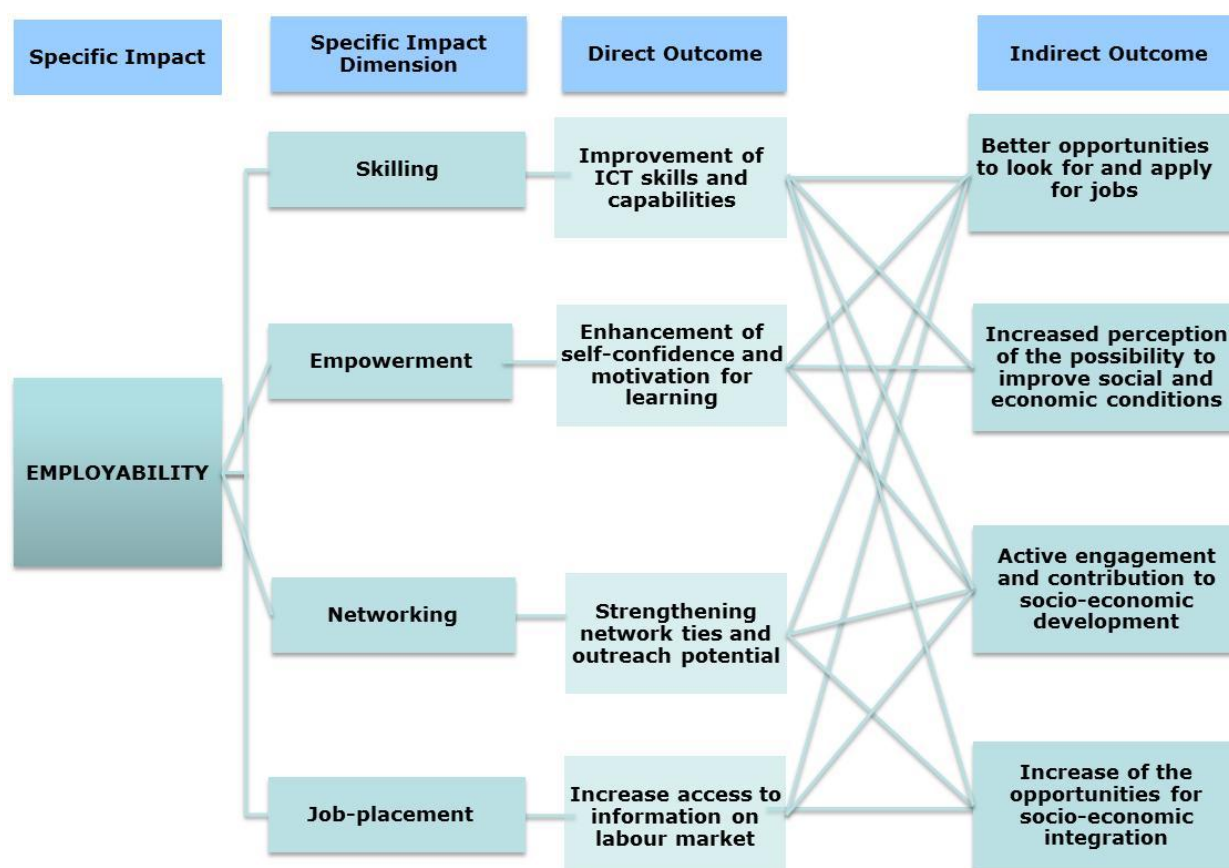 Specific Impact
Specific Impact
Dimension
Direct Outcome
Indirect Outcome
EMPLOYABILITY
Skilling
Improvement of
ICT skills and
capabilities
Better opportunities
to look for and apply
for jobs
Empowerment
Enhancement of
self-confidence and
motivation for
learning
Increased perception
of the possibility to
improve social and
economic conditions
Networking
Strengthening
network ties and
outreach potential
Active engagement
and contribution to
socio-economic
development
Job-placement
Increase access to
information on
labour market
Increase of the
opportunities for
socio-economic
integration